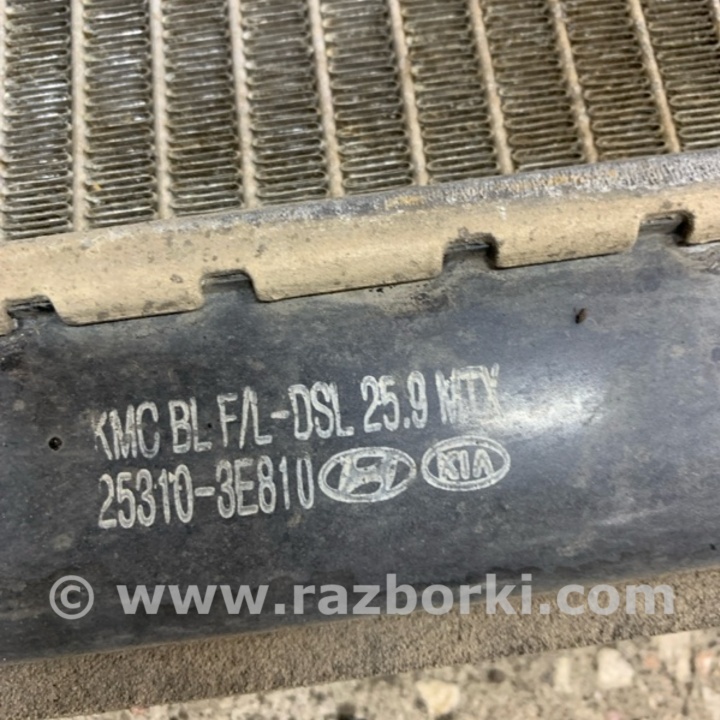 KMC BL F/L-DSL 25.9 MTX
25310-3E810 H KIA
© www.razborki.com